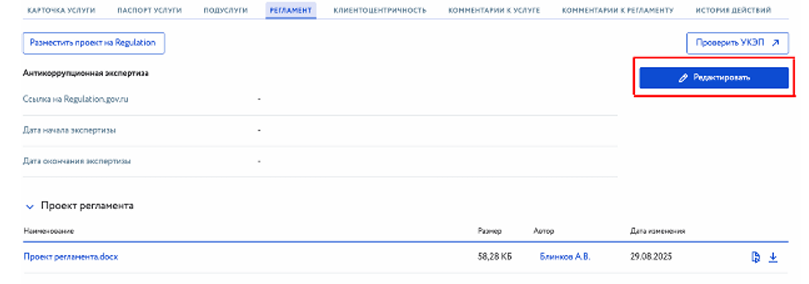 КАРТОЧКА УСЛУГИ ПАСПОРТ УСЛУГИ ПОДУСЛУГИ РЕГЛАМЕНТ КЛИЕНТОЦЕНТРИЧНОСТЬ КОММЕНТАРИИ К УСЛУГЕ КОММЕНТАРИИ К РЕГЛАМЕНТУ ИСТОРИЯ ДЕЙСТВИЙ
Разместить проект на Regulation Проверить УКЭП
Антикоррупционная экспертиза Редактировать
Ссылка на Regulation.gov.ru -
Дата начала экспертизы -
Дата окончания экспертизы -
Проект регламента
Наименование Размер Автор Дата изменения
Проект регламента.docx 58,28 КБ Блинков А.В. 29.08.2025